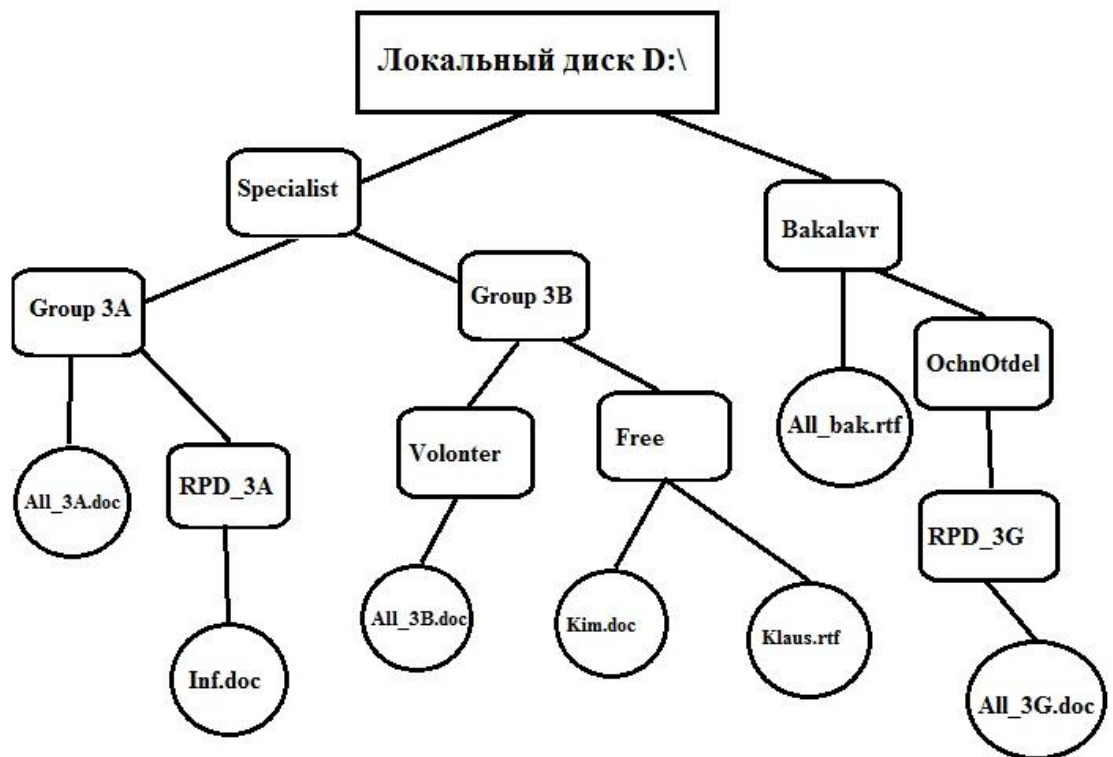 Локальный диск D:\
Specialist
Bakalavr
Group 3A
Group 3B
OchnOtdel
All_bak.rtf
Volonter
Free
All_3A.doc
RPD_3A
RPD_3G
All_3B.doc
Kim.doc
Klaus.rtf
Inf.doc
All_3G.doc